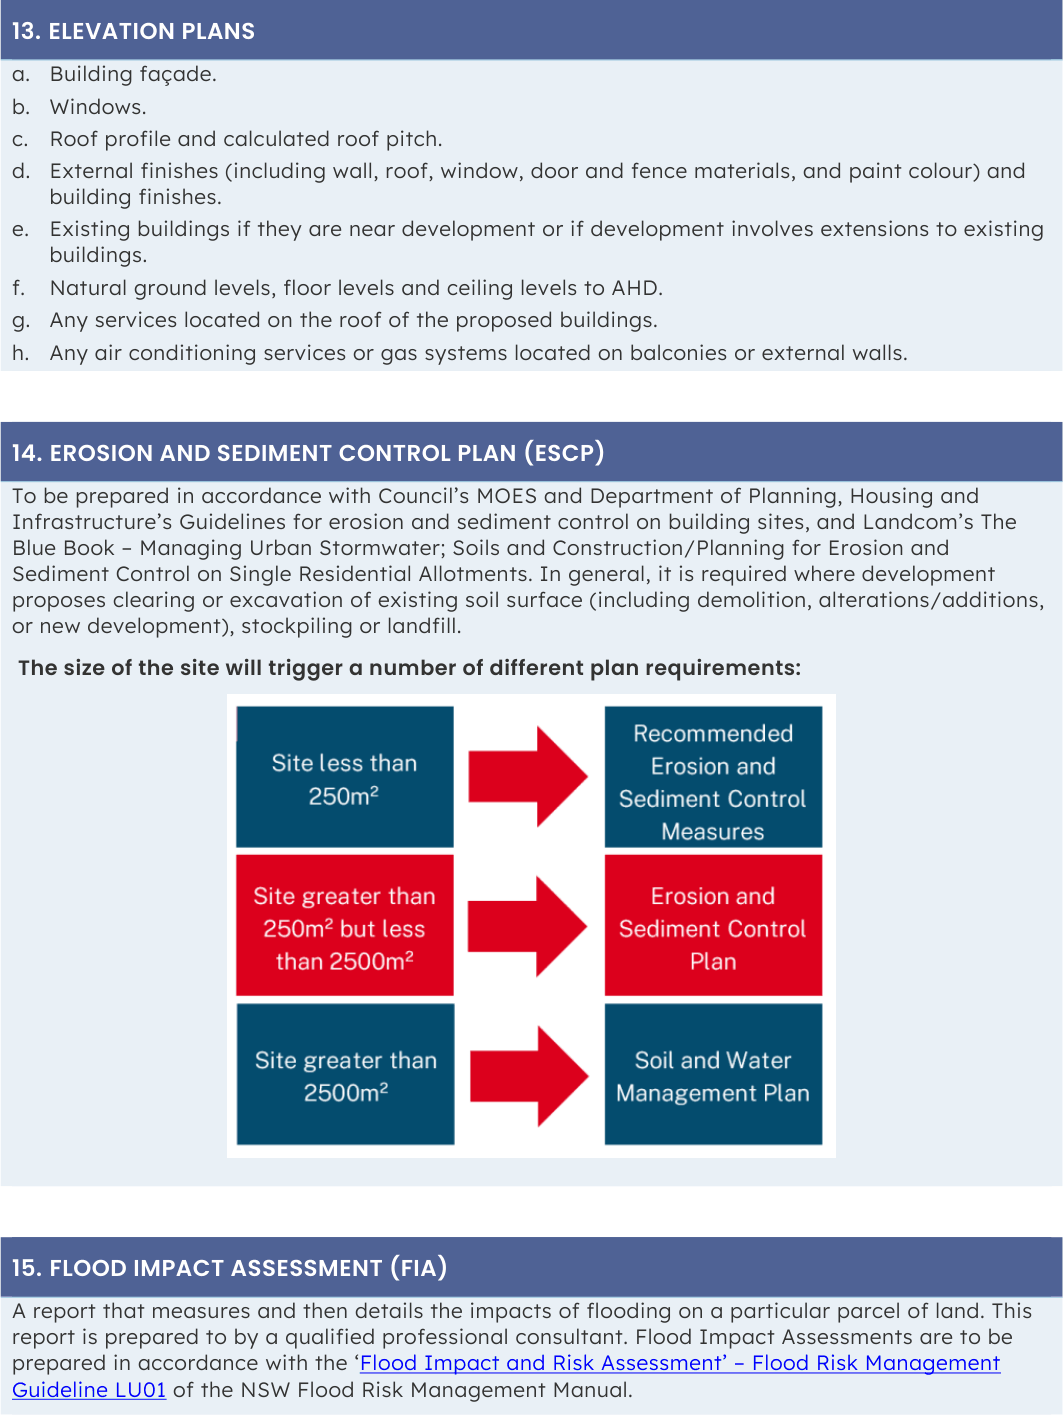 13. ELEVATION PLANS
a. Building façade.
b. Windows.
c. Roof profile and calculated roof pitch.
d. External finishes (including wall, roof, window, door and fence materials, and paint colour) and
building finishes.
e. Existing buildings if they are near development or if development involves extensions to existing
buildings.
f. Natural ground levels, floor levels and ceiling levels to AHD.
g. Any services located on the roof of the proposed buildings.
h. Any air conditioning services or gas systems located on balconies or external walls.
14. EROSION AND SEDIMENT CONTROL PLAN (ESCP)
To be prepared in accordance with Council’s MOES and Department of Planning, Housing and
Infrastructure’s Guidelines for erosion and sediment control on building sites, and Landcom’s The
Blue Book – Managing Urban Stormwater; Soils and Construction/Planning for Erosion and
Sediment Control on Single Residential Allotments. In general, it is required where development
proposes clearing or excavation of existing soil surface (including demolition, alterations/additions,
or new development), stockpiling or landfill.
The size of the site will trigger a number of different plan requirements:
Site less than
250m²
Recommended
Erosion and
Sediment Control
Measures
Site greater than
250m² but less
than 2500m²
Erosion and
Sediment Control
Plan
Site greater than
2500m²
Soil and Water
Management Plan
15. FLOOD IMPACT ASSESSMENT (FIA)
A report that measures and then details the impacts of flooding on a particular parcel of land. This
report is prepared to by a qualified professional consultant. Flood Impact Assessments are to be
prepared in accordance with the ‘Flood Impact and Risk Assessment’ – Flood Risk Management
Guideline LU01 of the NSW Flood Risk Management Manual.